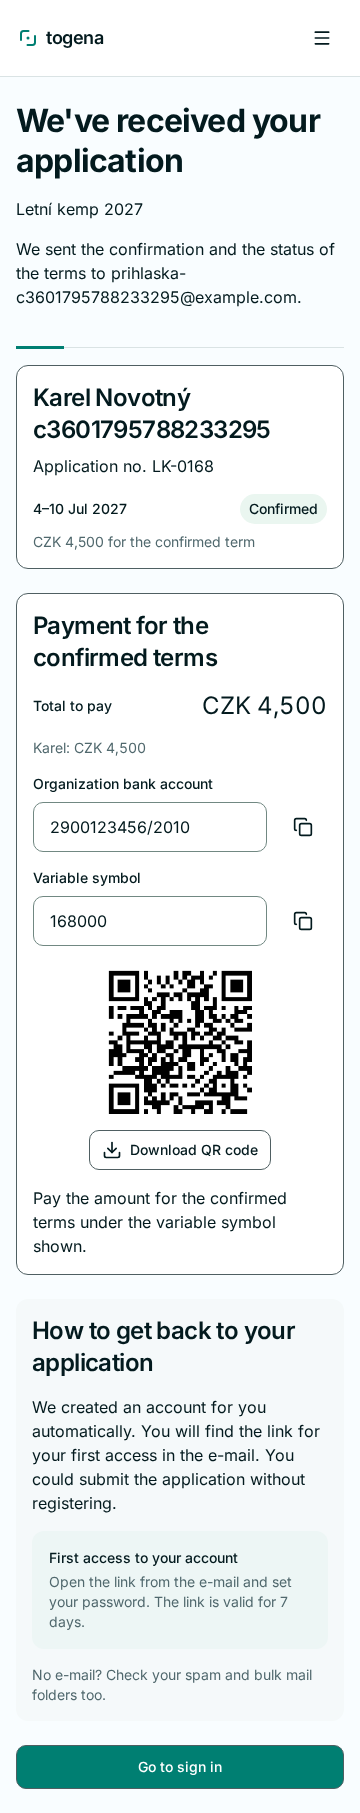 togena
We've received your
application
Letní kemp 2027
We sent the confirmation and the status of
the terms to prihlaska-
c3601795788233295@example.com.
Karel Novotný
c3601795788233295
Application no. LK-0168
4–10 Jul 2027
Confirmed
CZK 4,500 for the confirmed term
Payment for the
confirmed terms
Total to pay
CZK 4,500
Karel: CZK 4,500
Organization bank account
2900123456/2010
Variable symbol
168000
Download QR code
Pay the amount for the confirmed
terms under the variable symbol
shown.
How to get back to your
application
We created an account for you
automatically. You will find the link for
your first access in the e-mail. You
could submit the application without
registering.
First access to your account
Open the link from the e-mail and set
your password. The link is valid for 7
days.
No e-mail? Check your spam and bulk mail
folders too.
Go to sign in